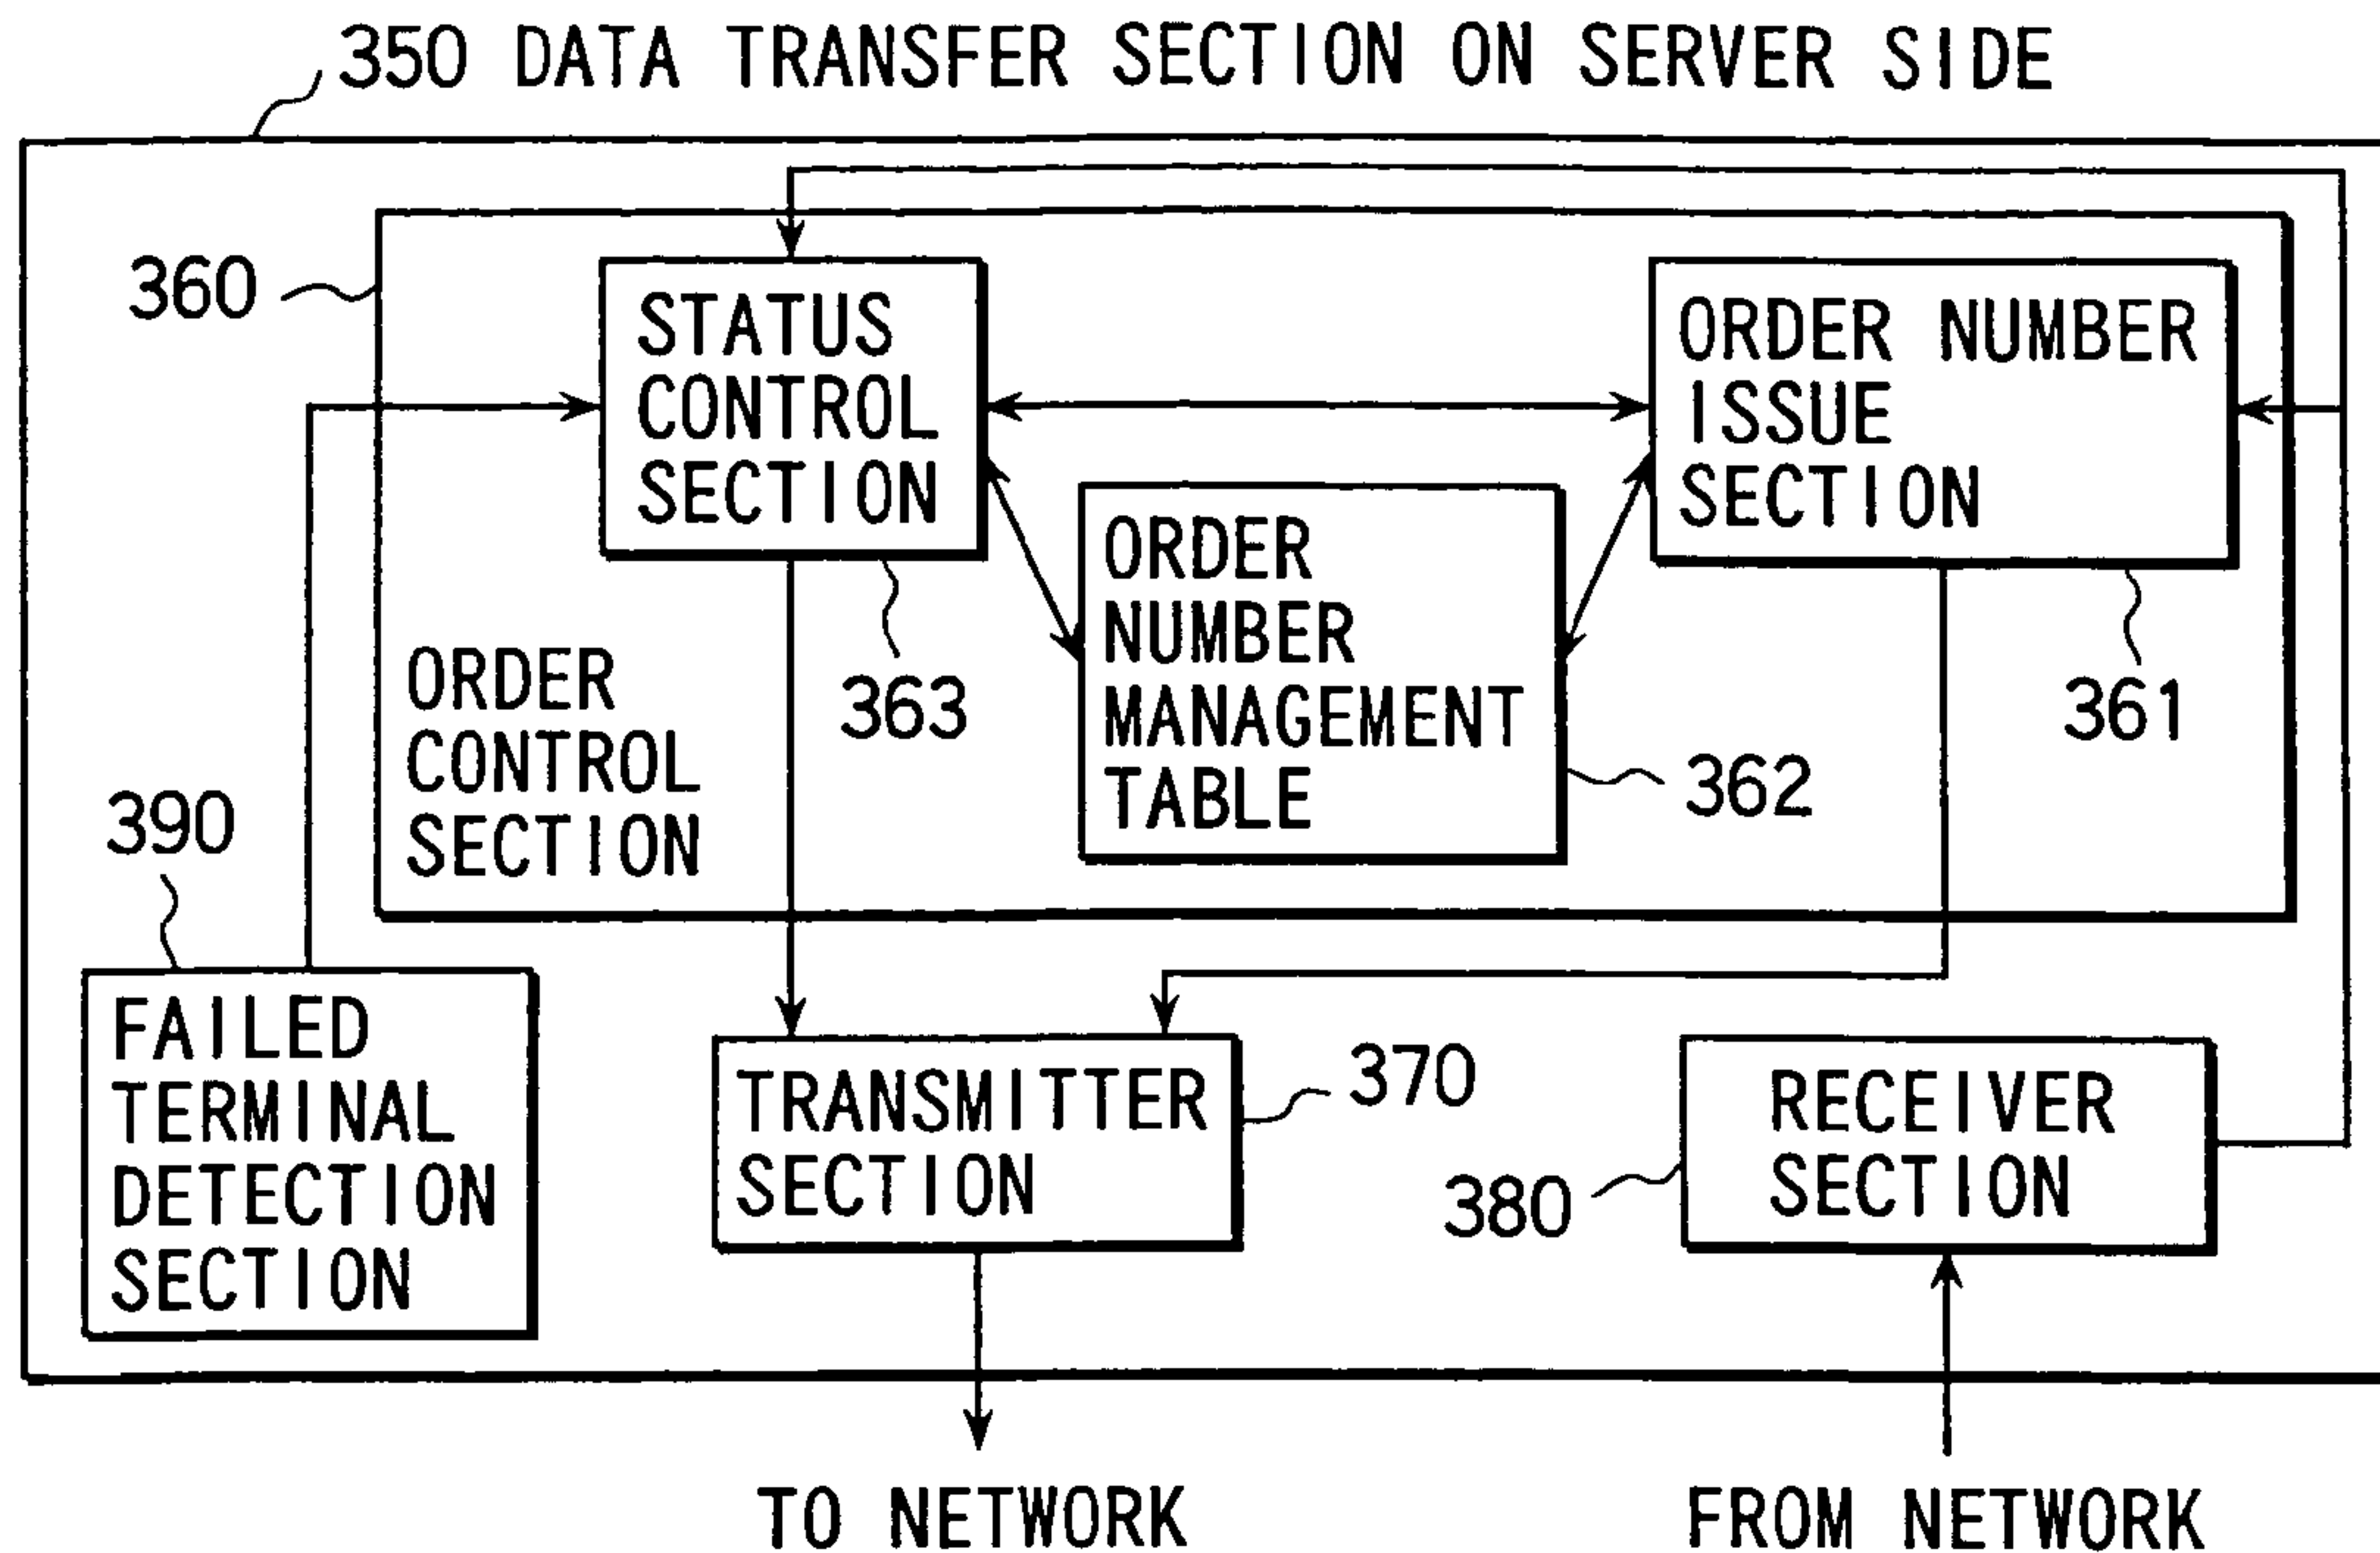 350 DATA TRANSFER SECTION ON SERVER SIDE
360
STATUS
CONTROL
SECTION
363
ORDER NUMBER
ISSUE
SECTION
361
ORDER
NUMBER
MANAGEMENT
TABLE
362
ORDER
CONTROL
SECTION
390
FAILED
TERMINAL
DETECTION
SECTION
TRANSMITTER
SECTION
370
RECEIVER
SECTION
380
TO NETWORK
FROM NETWORK